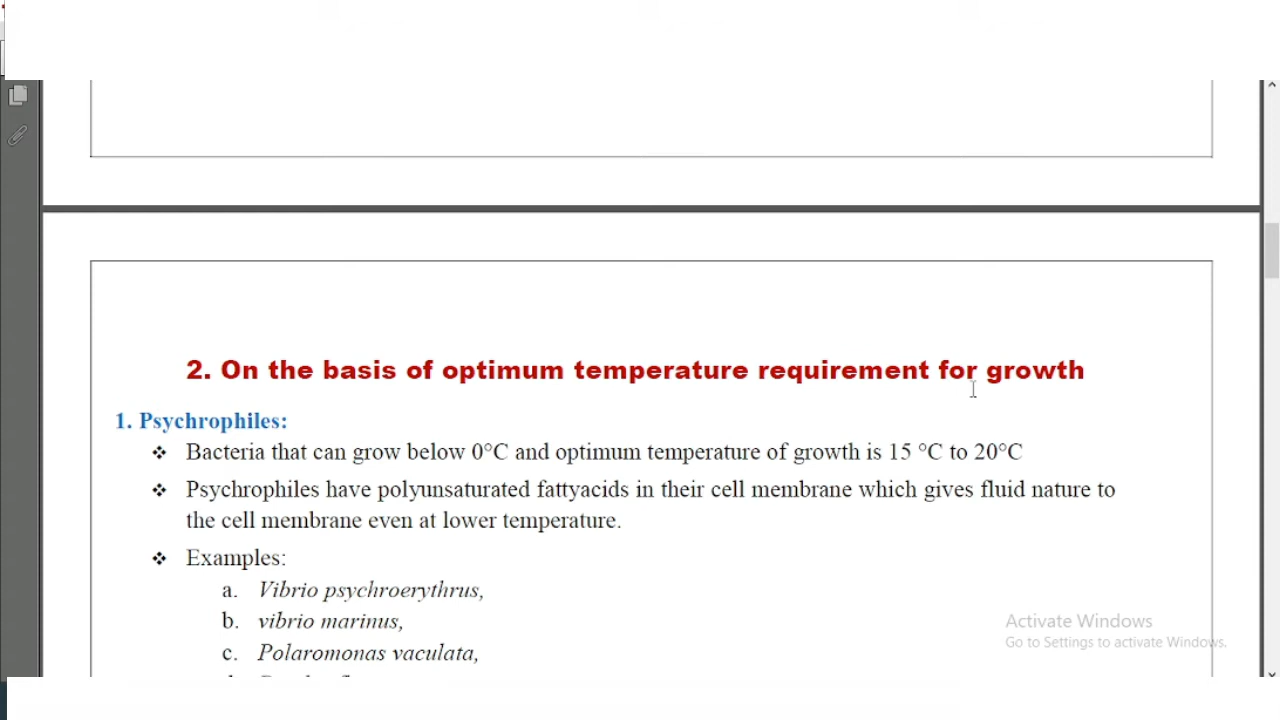 2. On the basis of optimum temperature requirement for growth
1. Psychrophiles:
❖ Bacteria that can grow below 0°C and optimum temperature of growth is 15 °C to 20°C
❖ Psychrophiles have polyunsaturated fattyacids in their cell membrane which gives fluid nature to
the cell membrane even at lower temperature.
❖ Examples:
a. Vibrio psychroerythrus,
b. vibrio marinus,
c. Polaromonas vaculata,
Activate Windows
Go to Settings to activate Windows.